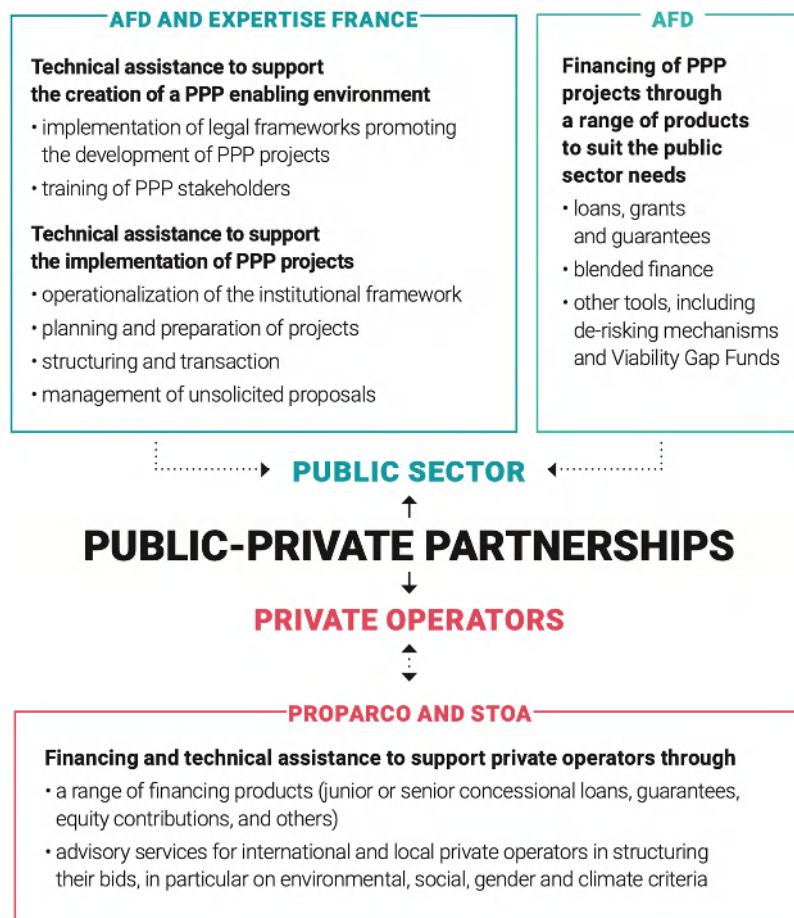 AFD AND EXPERTISE FRANCE
Technical assistance to support
the creation of a PPP enabling environment
• implementation of legal frameworks promoting
the development of PPP projects
• training of PPP stakeholders
Technical assistance to support
the implementation of PPP projects
• operationalization of the institutional framework
• planning and preparation of projects
• structuring and transaction
• management of unsolicited proposals
AFD
Financing of PPP
projects through
a range of products
to suit the public
sector needs
• loans, grants
and guarantees
• blended finance
• other tools, including
de-risking mechanisms
and Viability Gap Funds
PUBLIC SECTOR
PUBLIC-PRIVATE PARTNERSHIPS
PRIVATE OPERATORS
PROPARCO AND STOA
Financing and technical assistance to support private operators through
• a range of financing products (junior or senior concessional loans, guarantees,
equity contributions, and others)
• advisory services for international and local private operators in structuring
their bids, in particular on environmental, social, gender and climate criteria